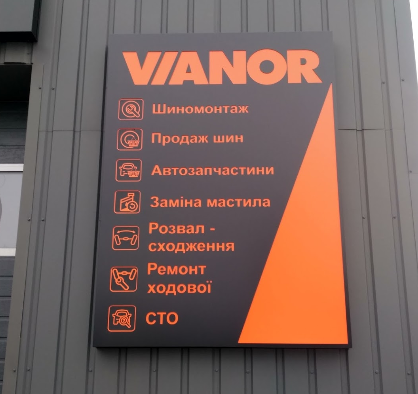 VIANOR
Шиномонтаж
Продаж шин
Автозапчастини
Заміна мастила
Розвал -
сходження
Ремонт
ходової
СТО